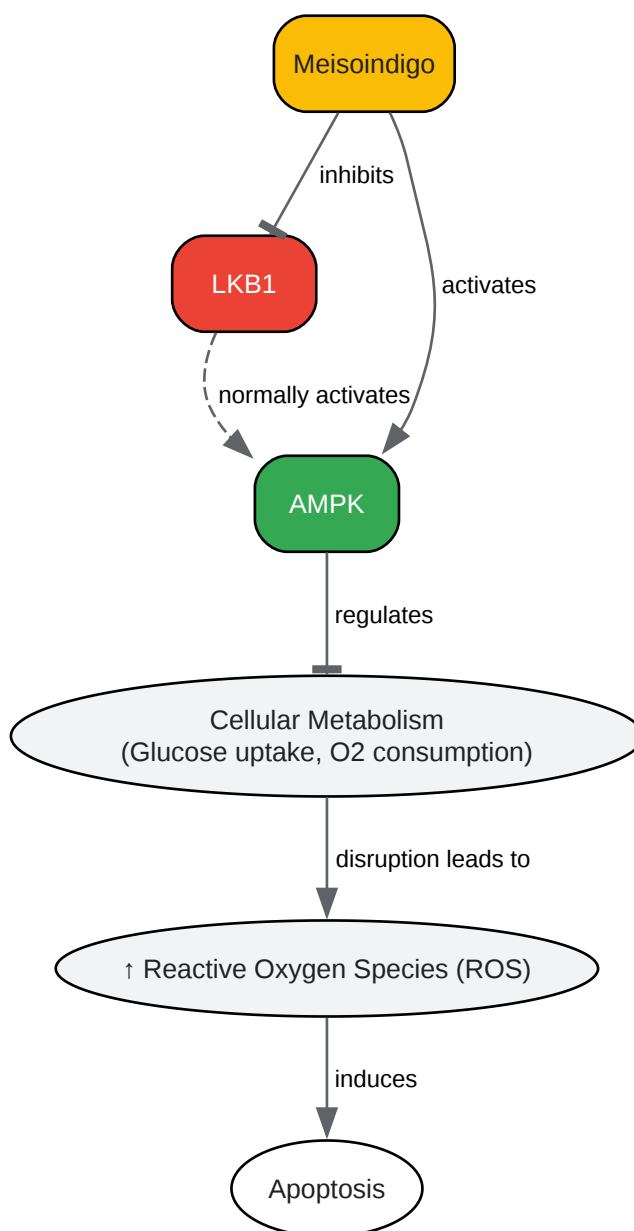 Meisoindigo
inhibits
LKB1
activates
normally activates
AMPK
regulates
Cellular Metabolism
(Glucose uptake, O2 consumption)
disruption leads to
↑ Reactive Oxygen Species (ROS)
induces
Apoptosis